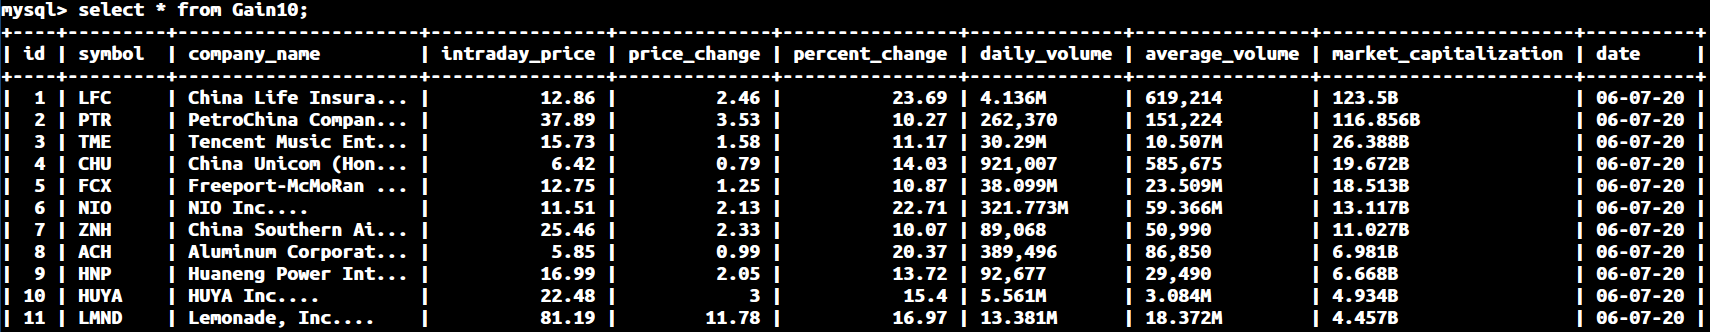 mysql> select * from Gain10;
+----+---------+----------------------+----------------+--------------+----------------+--------------+----------------+-----------------------+----------+
| id | symbol  | company_name         | intraday_price | price_change | percent_change | daily_volume | average_volume | market_capitalization | date     |
+----+---------+----------------------+----------------+--------------+----------------+--------------+----------------+-----------------------+----------+
|  1 | LFC     | China Life Insura... |          12.86 |         2.46 |          23.69 | 4.136M       | 619,214        | 123.5B                | 06-07-20 |
|  2 | PTR     | PetroChina Compan... |          37.89 |         3.53 |          10.27 | 262,370      | 151,224        | 116.856B              | 06-07-20 |
|  3 | TME     | Tencent Music Ent... |          15.73 |         1.58 |          11.17 | 30.29M       | 10.507M        | 26.388B               | 06-07-20 |
|  4 | CHU     | China Unicom (Hon... |           6.42 |         0.79 |          14.03 | 921,007      | 585,675        | 19.672B               | 06-07-20 |
|  5 | FCX     | Freeport-McMoRan ... |          12.75 |         1.25 |          10.87 | 38.099M      | 23.509M        | 18.513B               | 06-07-20 |
|  6 | NIO     | NIO Inc....          |          11.51 |         2.13 |          22.71 | 321.773M     | 59.366M        | 13.117B               | 06-07-20 |
|  7 | ZNH     | China Southern Ai... |          25.46 |         2.33 |          10.07 | 89,068       | 50,990         | 11.027B               | 06-07-20 |
|  8 | ACH     | Aluminum Corporat... |           5.85 |         0.99 |          20.37 | 389,496      | 86,850         | 6.981B                | 06-07-20 |
|  9 | HNP     | Huaneng Power Int... |          16.99 |         2.05 |          13.72 | 92,677       | 29,490         | 6.668B                | 06-07-20 |
| 10 | HUYA    | HUYA Inc....         |          22.48 |            3 |           15.4 | 5.561M       | 3.084M         | 4.934B                | 06-07-20 |
| 11 | LMND    | Lemonade, Inc....    |          81.19 |        11.78 |          16.97 | 13.381M      | 18.372M        | 4.457B                | 06-07-20 |